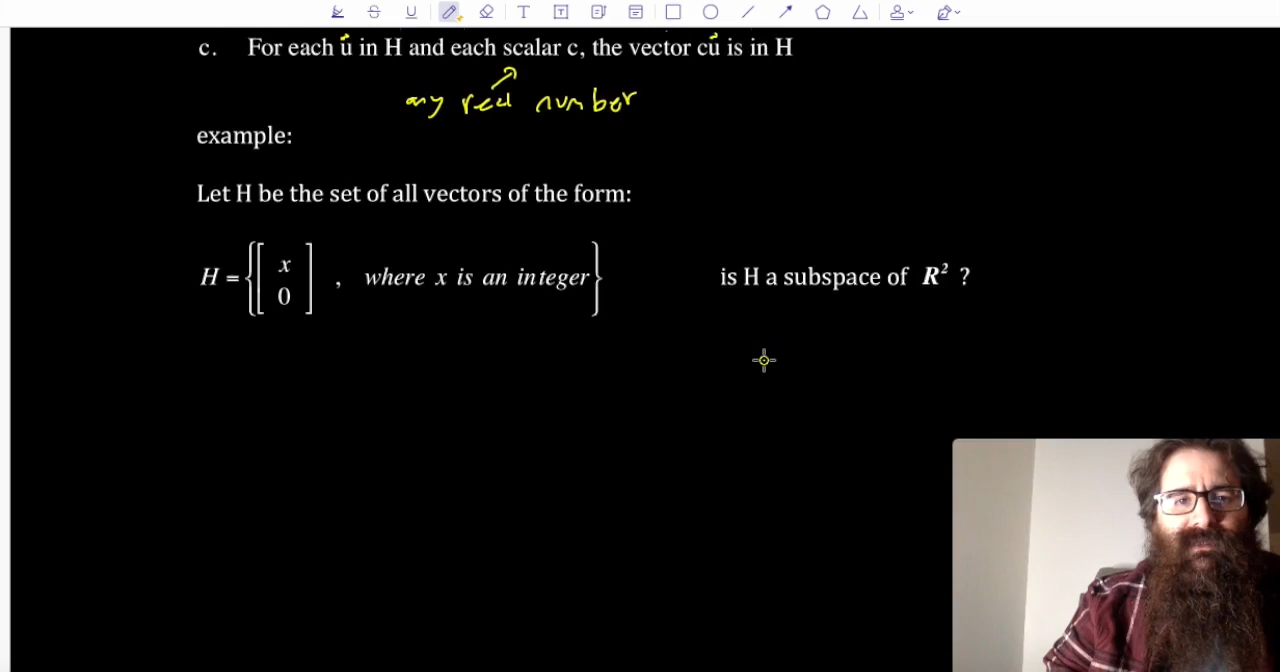 c. For each u⃗ in H and each scalar c, the vector cu⃗ is in H
any real number
example:
Let H be the set of all vectors of the form:
H = {[x 0] , where x is an integer} is H a subspace of R² ?